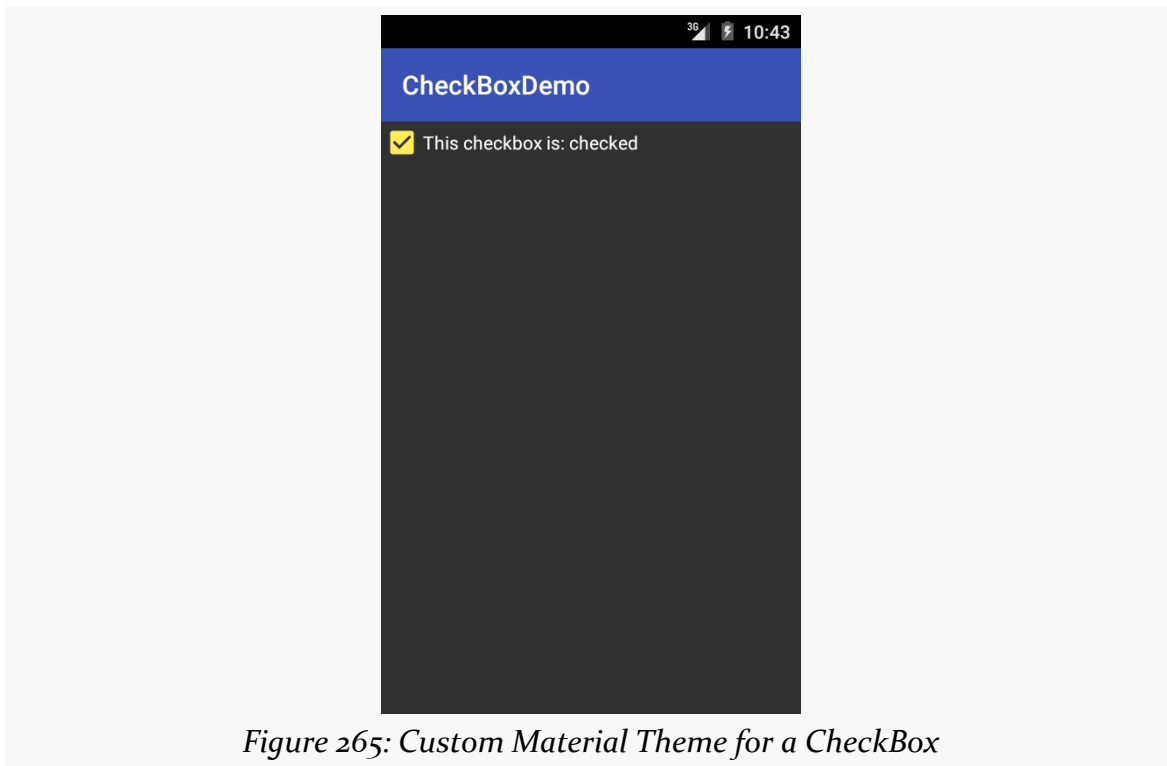 3G 10:43
CheckBoxDemo
This checkbox is: checked
Figure 265: Custom Material Theme for a CheckBox